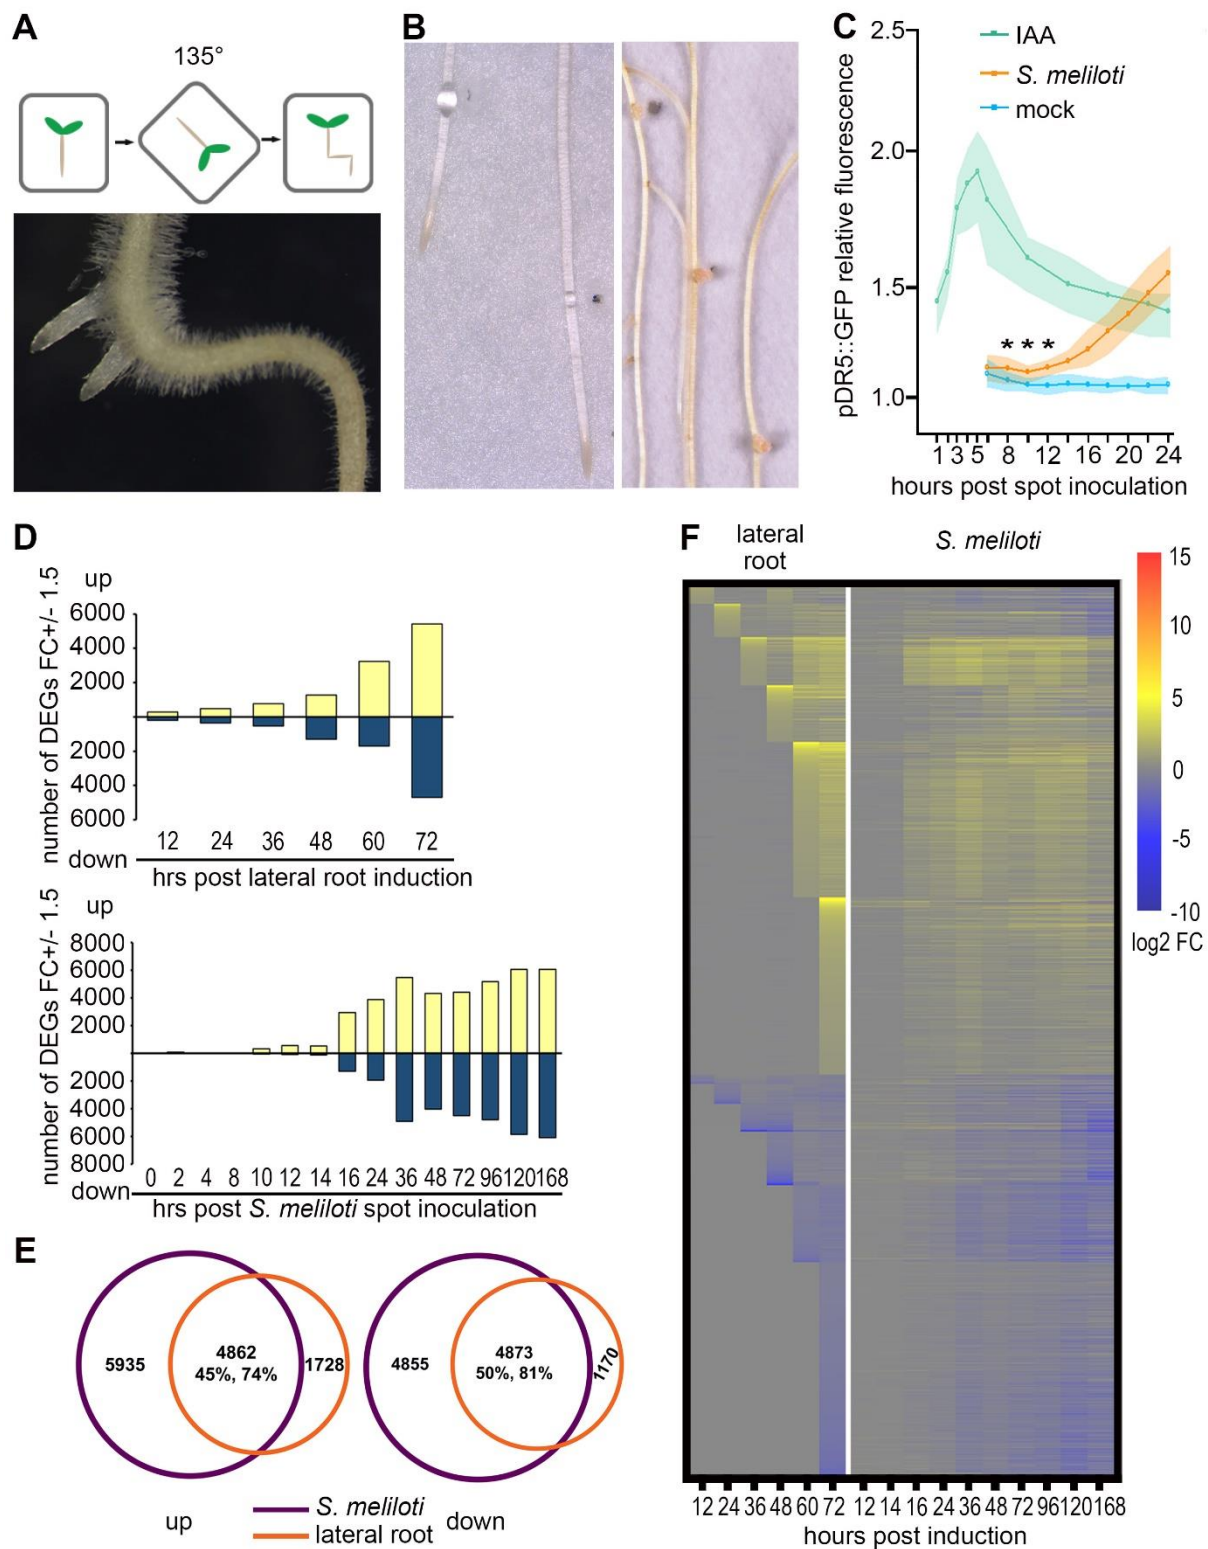 A
135°
B
C
2.5
2.0
1.5
1.0
pDR5::GFP relative fluorescence
IAA
S. meliloti
mock
* * *
1 3 5 8 12 16 20 24
hours post spot inoculation
D
number of DEGs FC+/- 1.5
up
6000
4000
2000
2000
4000
6000
down
12 24 36 48 60 72
hrs post lateral root induction
number of DEGs FC+/- 1.5
up
8000
6000
4000
2000
2000
4000
6000
8000
down
0 2 4 8 10 12 14 16 24 36 48 72 96 120 168
hrs post S. meliloti spot inoculation
E
5935
4862
45%, 74%
1728
4855
4873
50%, 81%
1170
up
S. meliloti
lateral root
down
F
lateral
root
S. meliloti
15
10
5
0
-5
-10
log2 FC
12 24 36 48 60 72 12 14 16 24 36 48 72 96 120 168
hours post induction